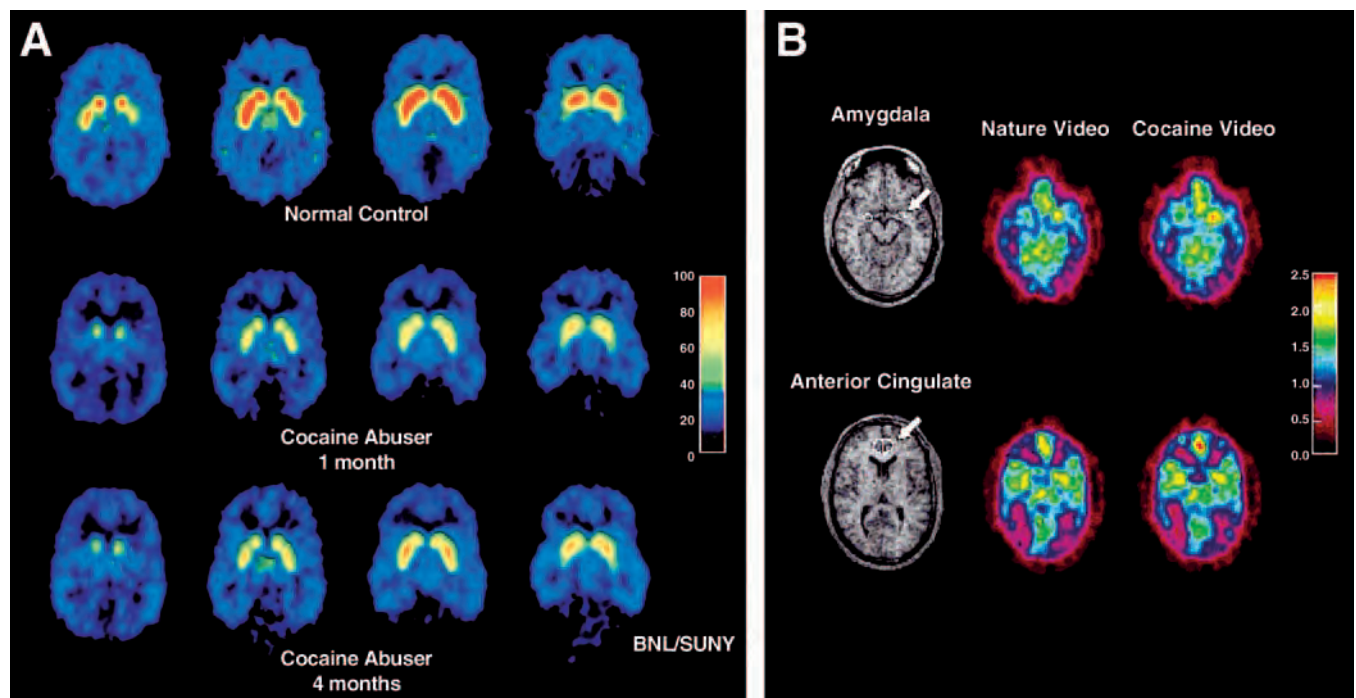 A
Normal Control
100
80
60
40
20
0
Cocaine Abuser
1 month
BNL/SUNY
Cocaine Abuser
4 months
B
Amygdala
Nature Video
Cocaine Video
2.5
2.0
1.5
1.0
0.5
0.0
Anterior Cingulate